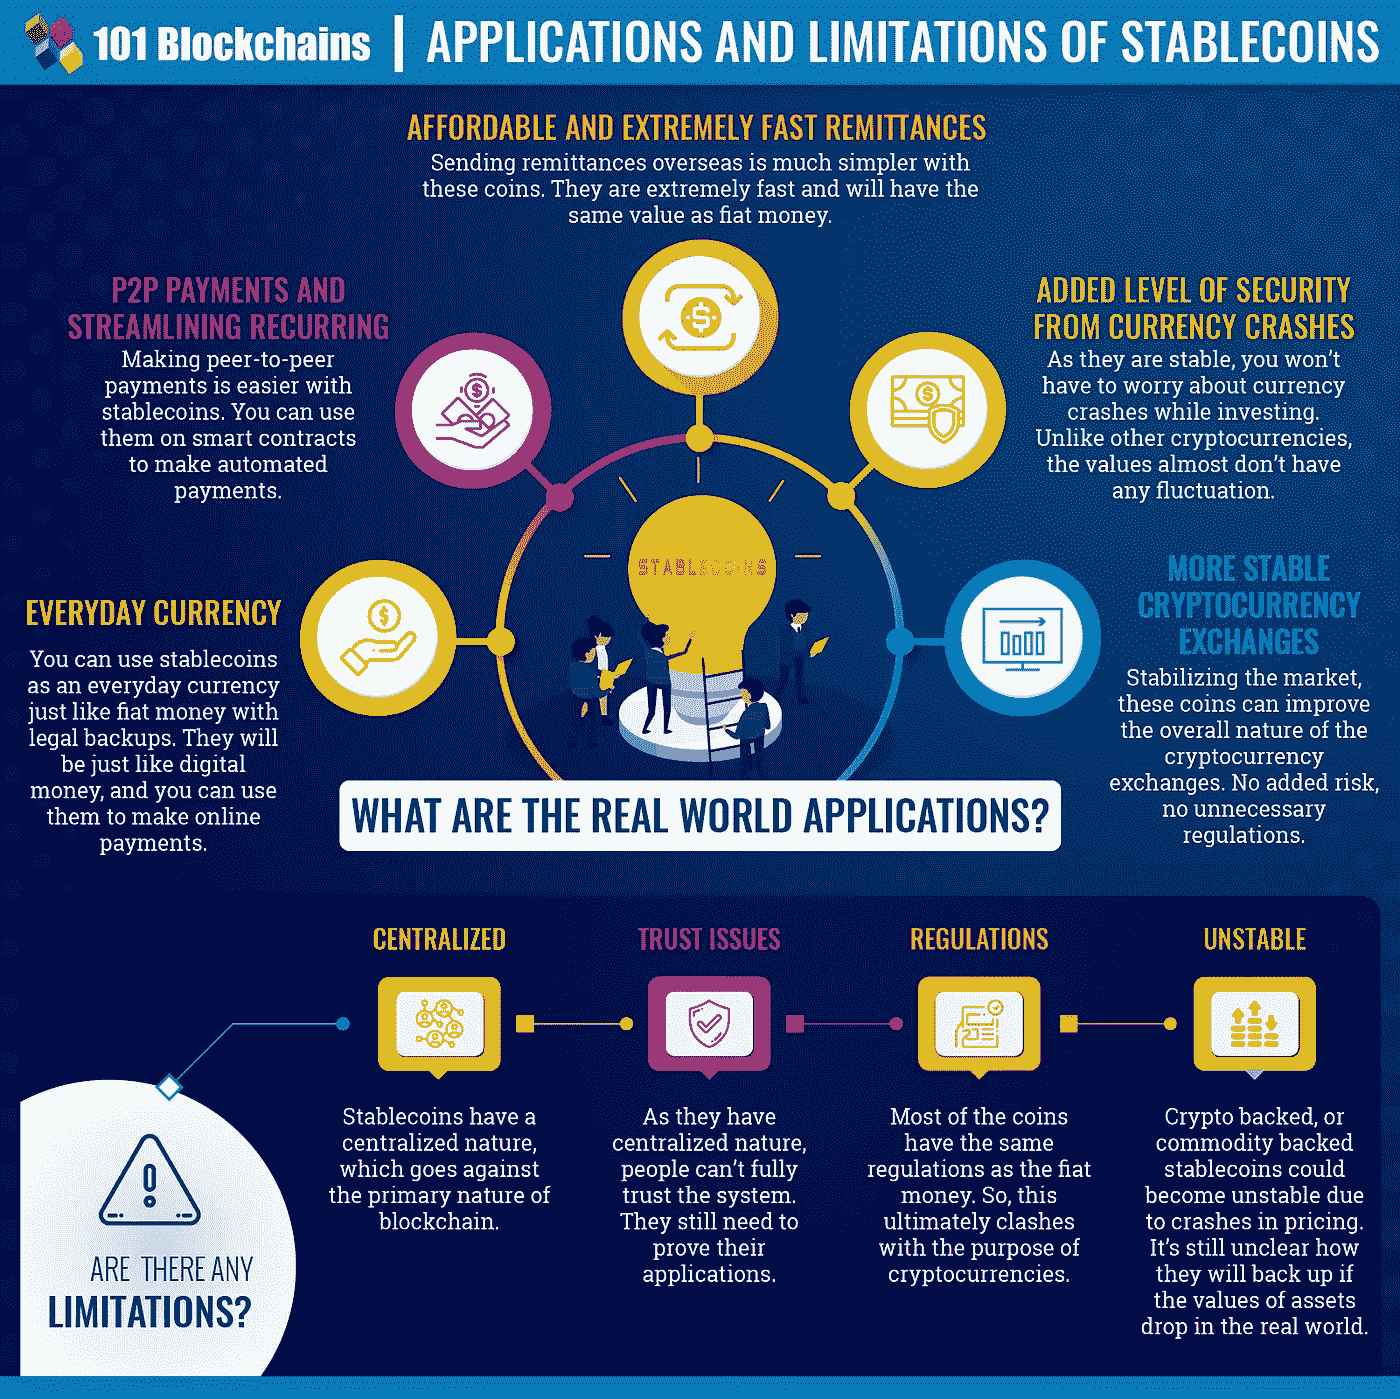 101 Blockchains
APPLICATIONS AND LIMITATIONS OF STABLECOINS
AFFORDABLE AND EXTREMELY FAST REMITTANCES
Sending remittances overseas is much simpler with
these coins. They are extremely fast and will have the
same value as fiat money.
P2P PAYMENTS AND
STREAMLINING RECURRING
Making peer-to-peer
payments is easier with
stablecoins. You can use
them on smart contracts
to make automated
payments.
ADDED LEVEL OF SECURITY
FROM CURRENCY CRASHES
As they are stable, you won't
have to worry about currency
crashes while investing.
Unlike other cryptocurrencies,
the values almost don't have
any fluctuation.
EVERYDAY CURRENCY
You can use stablecoins
as an everyday currency
just like fiat money with
legal backups. They will
be just like digital
money, and you can use
them to make online
payments.
STABLECOINS
MORE STABLE
CRYPTOCURRENCY
EXCHANGES
Stabilizing the market,
these coins can improve
the overall nature of the
cryptocurrency
exchanges. No added risk,
no unnecessary
regulations.
WHAT ARE THE REAL WORLD APPLICATIONS?
ARE THERE ANY
LIMITATIONS?
CENTRALIZED
Stablecoins have a
centralized nature,
which goes against
the primary nature of
blockchain.
TRUST ISSUES
As they have
centralized nature,
people can't fully
trust the system.
They still need to
prove their
applications.
REGULATIONS
Most of the coins
have the same
regulations as the fiat
money. So, this
ultimately clashes
with the purpose of
cryptocurrencies.
UNSTABLE
Crypto backed, or
commodity backed
stablecoins could
become unstable due
to crashes in pricing.
It's still unclear how
they will back up if
the values of assets
drop in the real world.